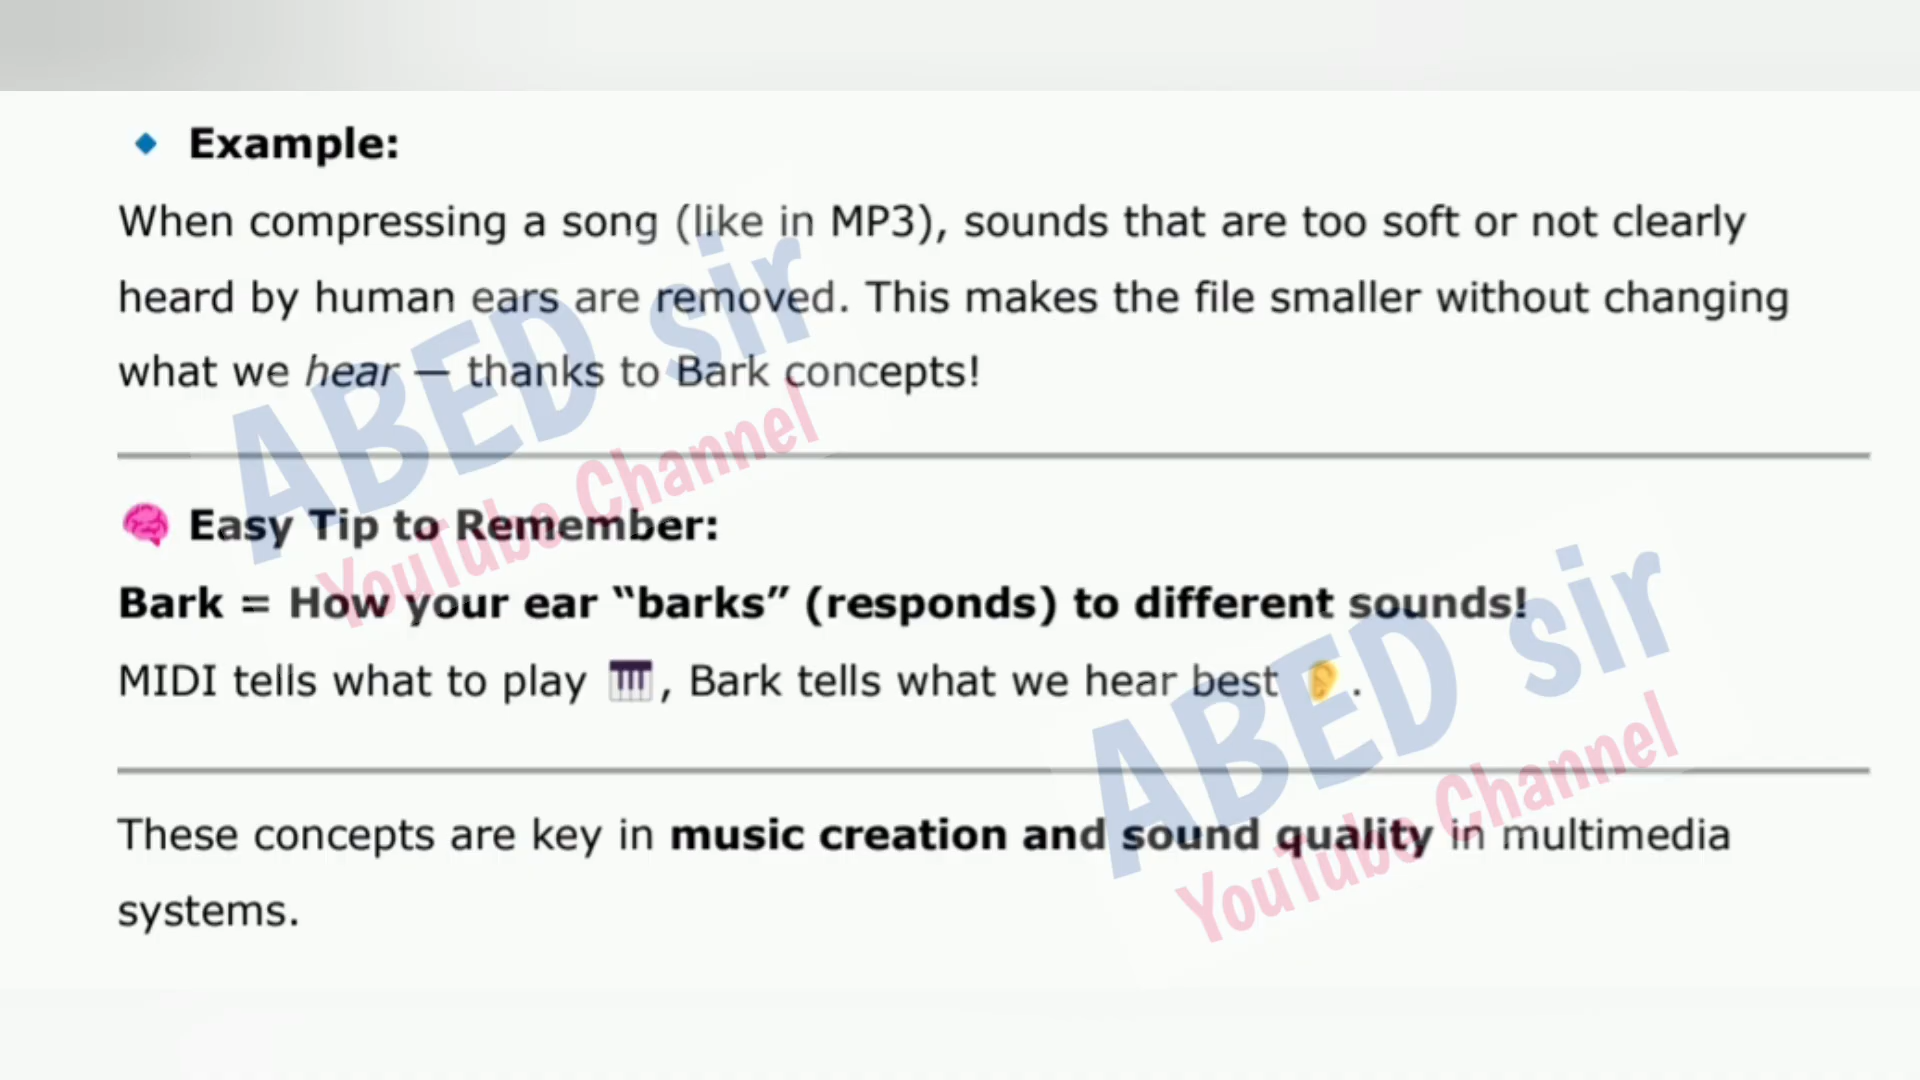 🔹 Example:
When compressing a song (like in MP3), sounds that are too soft or not clearly
heard by human ears are removed. This makes the file smaller without changing
what we hear — thanks to Bark concepts!
🧠 Easy Tip to Remember:
Bark = How your ear “barks” (responds) to different sounds!
MIDI tells what to play 🎹, Bark tells what we hear best 👂.
These concepts are key in music creation and sound quality in multimedia
systems.
ABED sir
YouTube Channel
ABED sir
YouTube Channel